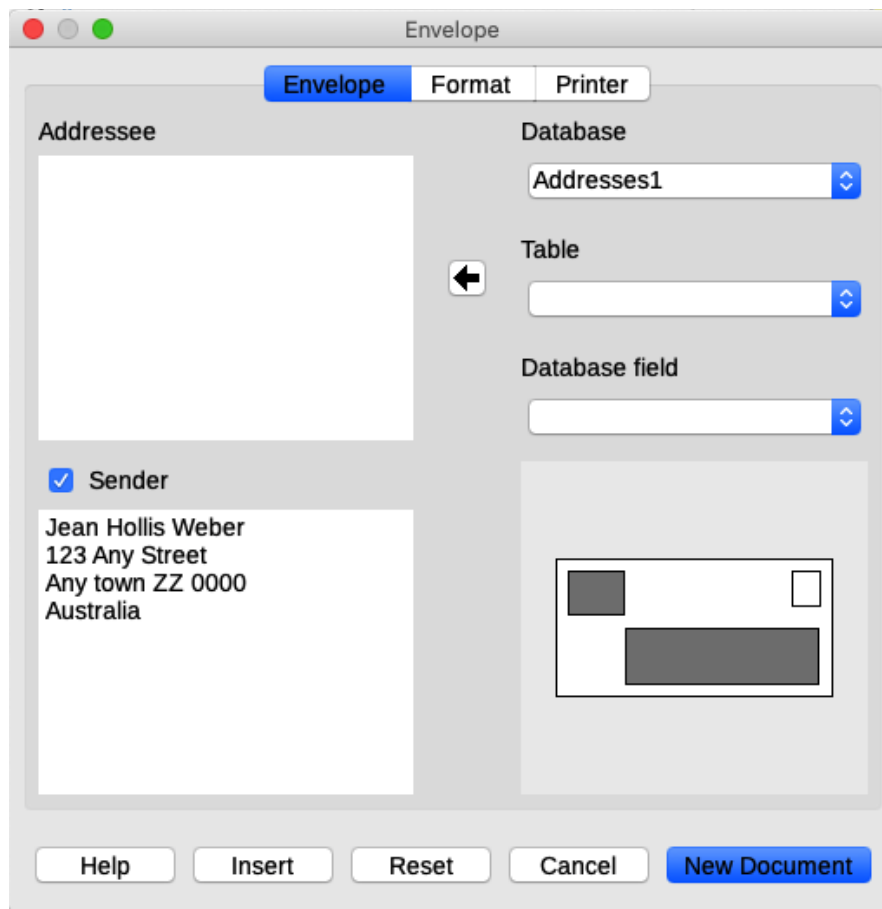 Envelope
Envelope Format Printer
Addressee
Database
Addresses1
Table
Database field
Sender
Jean Hollis Weber
123 Any Street
Any town ZZ 0000
Australia
Help Insert Reset Cancel New Document